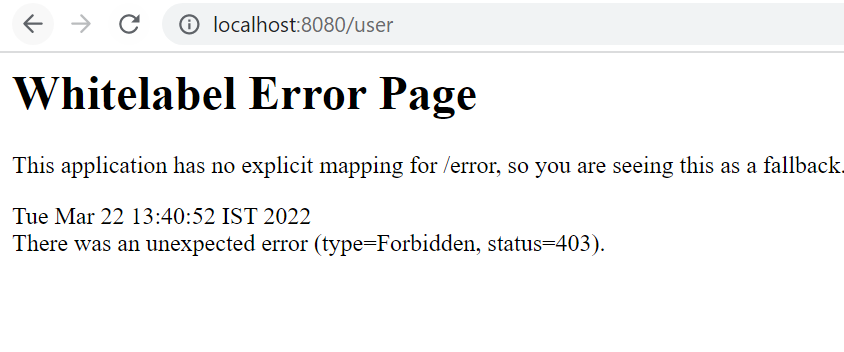 localhost:8080/user
Whitelabel Error Page
This application has no explicit mapping for /error, so you are seeing this as a fallback.
Tue Mar 22 13:40:52 IST 2022
There was an unexpected error (type=Forbidden, status=403).